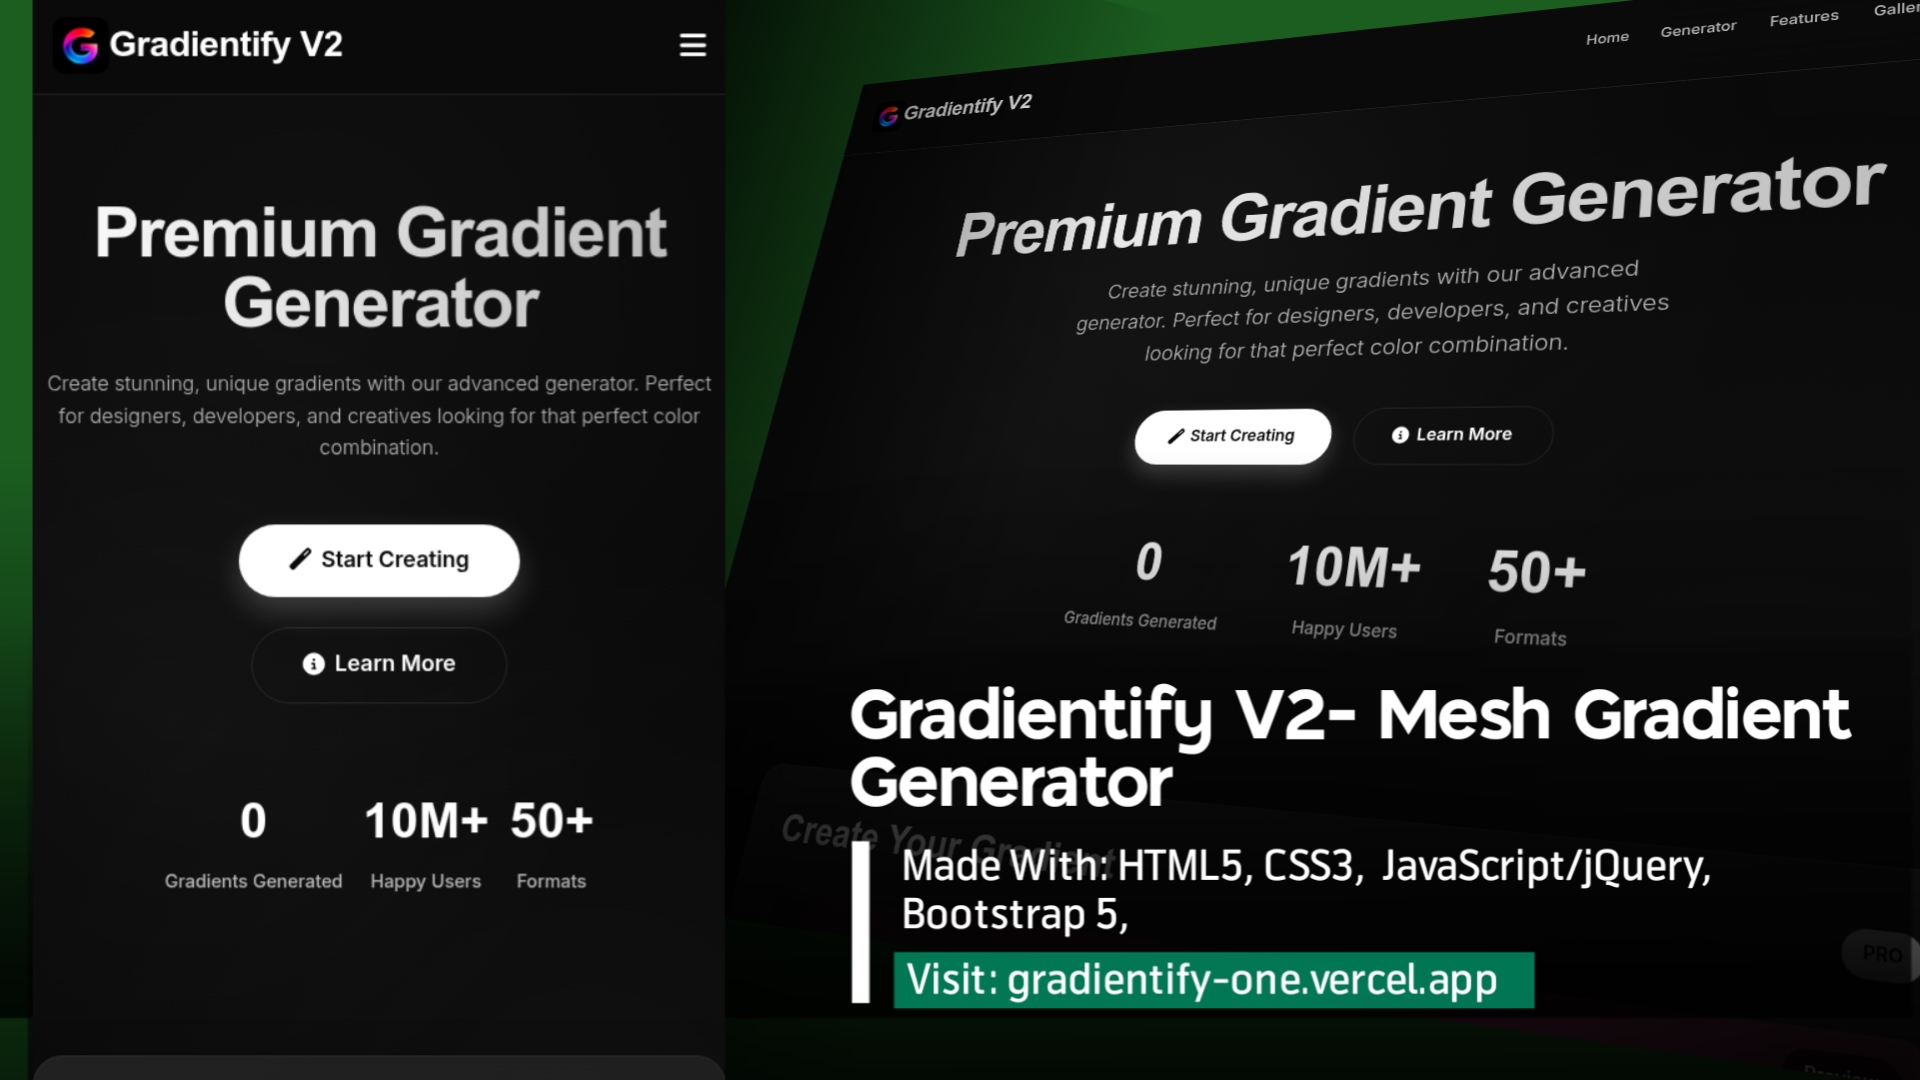 Gradientify V2
Premium Gradient
Generator
Create stunning, unique gradients with our advanced generator. Perfect
for designers, developers, and creatives looking for that perfect color
combination.
Start Creating
Learn More
0 10M+ 50+
Gradients Generated Happy Users Formats
Home Generator Features
Gradientify V2
Premium Gradient Generator
Create stunning, unique gradients with our advanced
generator. Perfect for designers, developers, and creatives
looking for that perfect color combination.
Start Creating Learn More
0 10M+ 50+
Gradients Generated Happy Users Formats
Gradientify V2- Mesh Gradient
Generator
Create Your Gradient
Made With: HTML5, CSS3, JavaScript/jQuery,
Bootstrap 5,
PRO
Visit: gradientify-one.vercel.app